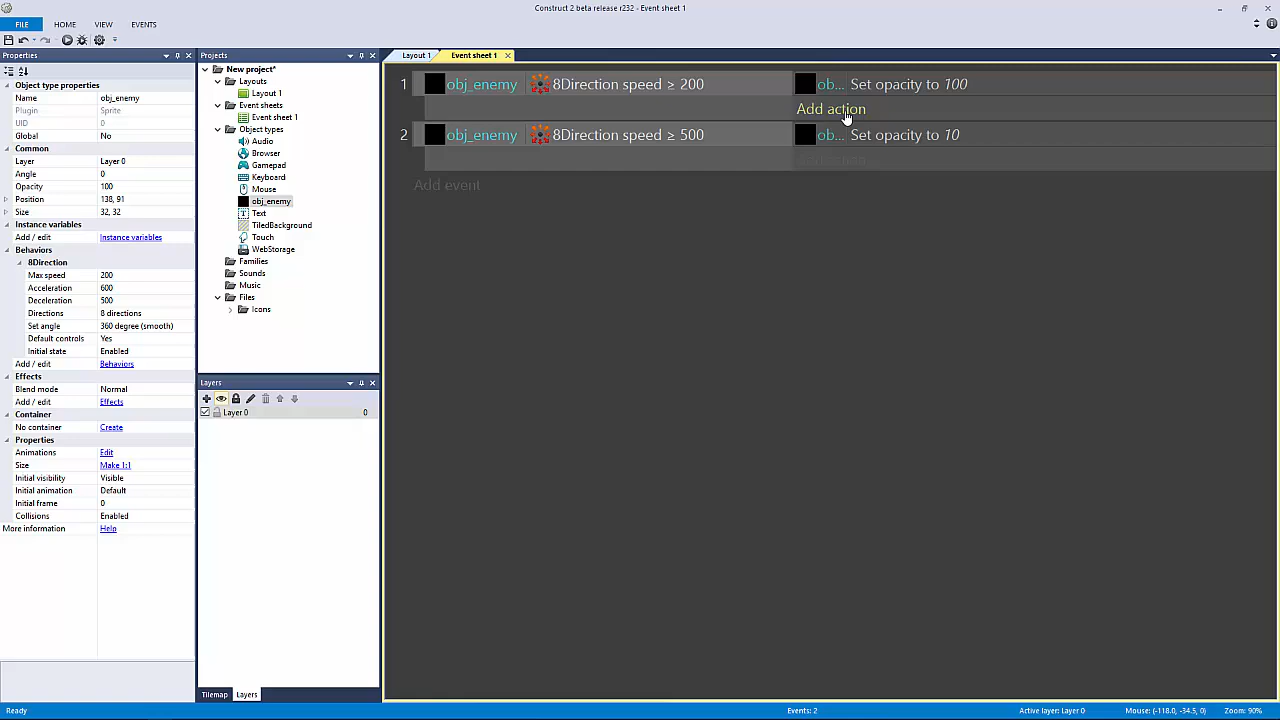 Construct 2 beta release r232 - Event sheet 1
FILE
HOME
VIEW
EVENTS
Properties
Object type properties
Name obj_enemy
Plugin Sprite
UID 0
Global No
Common
Layer Layer 0
Angle 0
Opacity 100
Position 138, 91
Size 32, 32
Instance variables
Add / edit Instance variables
Behaviors
8Direction
Max speed 200
Acceleration 600
Deceleration 500
Directions 8 directions
Set angle 360 degree (smooth)
Default controls Yes
Initial state Enabled
Add / edit Behaviors
Effects
Blend mode Normal
Add / edit Effects
Container
No container Create
Properties
Animations Edit
Size Make 1:1
Initial visibility Visible
Initial animation Default
Initial frame 0
Collisions Enabled
More information Help
Projects
New project*
Layouts
Layout 1
Event sheets
Event sheet 1
Object types
Audio
Browser
Gamepad
Keyboard
Mouse
obj_enemy
Text
TiledBackground
Touch
WebStorage
Families
Sounds
Music
Files
Icons
Layers
Layer 0 0
Tilemap Layers
Layout 1 Event sheet 1
1 obj_enemy 8Direction speed ≥ 200 ob... Set opacity to 100
Add action
2 obj_enemy 8Direction speed ≥ 500 ob... Set opacity to 10
Add action
Add event
Ready Events: 2 Active layer: Layer 0 Mouse: (-118.0, -34.5, 0) Zoom: 90%